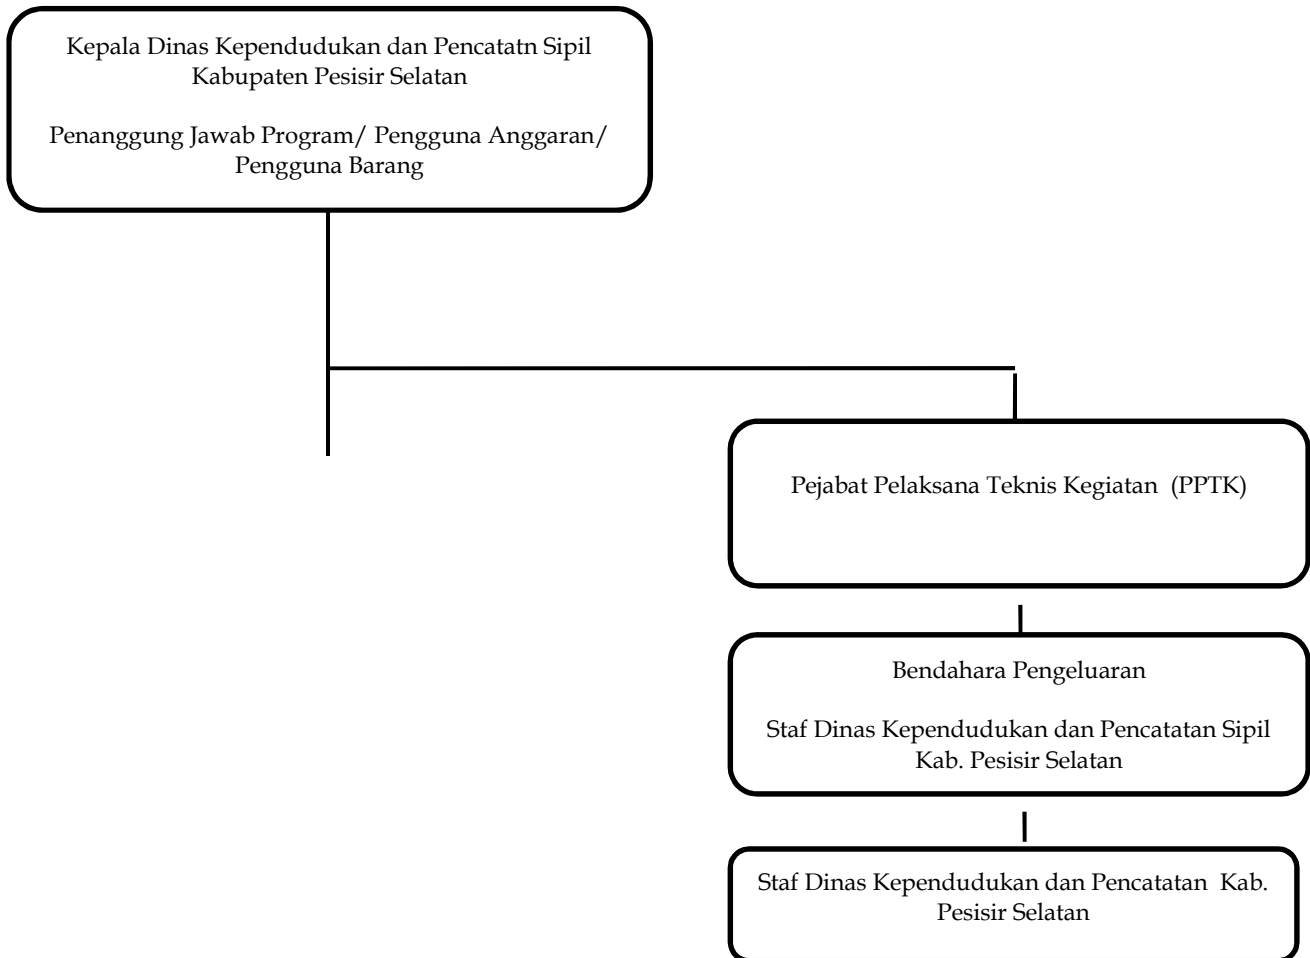 Kepala Dinas Kependudukan dan Pencatatn Sipil
Kabupaten Pesisir Selatan
Penanggung Jawab Program/ Pengguna Anggaran/
Pengguna Barang
Pejabat Pelaksana Teknis Kegiatan  (PPTK)
Bendahara Pengeluaran
Staf Dinas Kependudukan dan Pencatatan Sipil
Kab. Pesisir Selatan
Staf Dinas Kependudukan dan Pencatatan  Kab.
Pesisir Selatan